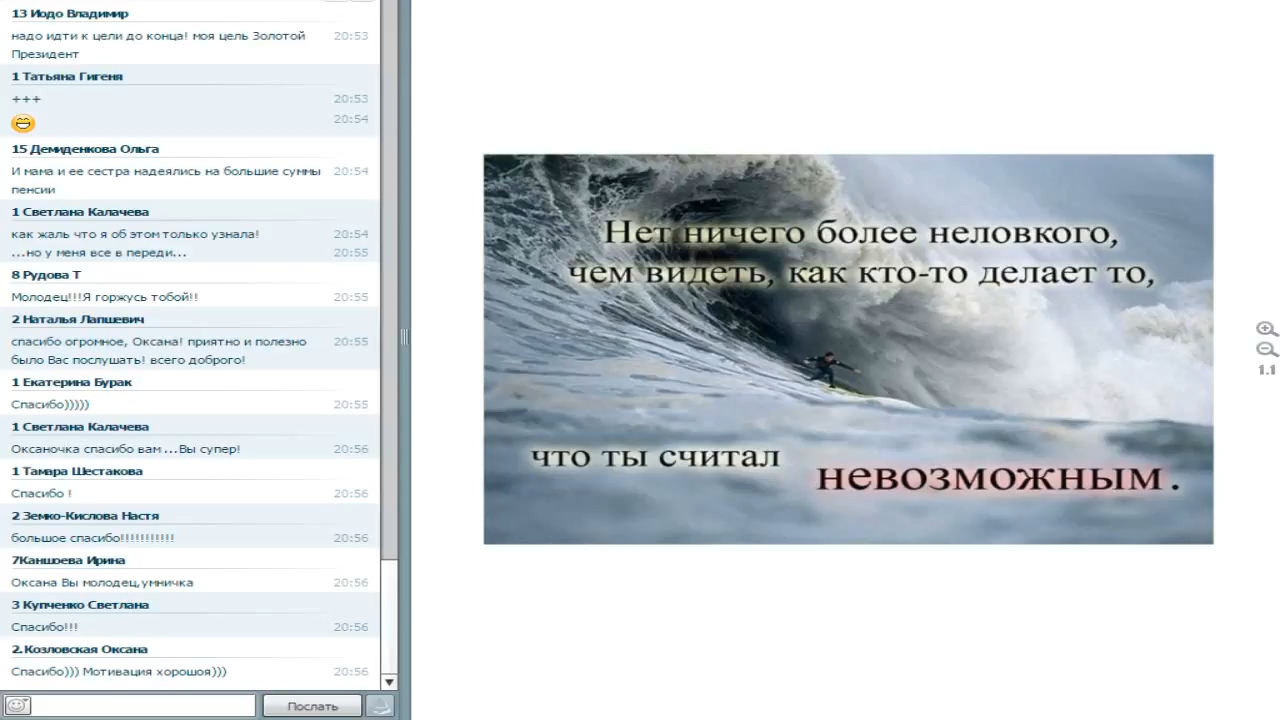 13 Иодо Владимир
надо идти к цели до конца! моя цель Золотой 20:53
Президент
1 Татьяна Гигеня
+++ 20:53
20:54
15 Демиденкова Ольга
И мама и ее сестра надеялись на большие суммы 20:54
пенсии
1 Светлана Калачева
как жаль что я об этом только узнала! 20:54
...но у меня все в переди... 20:55
8 Рудова Т
Молодец!!!Я горжусь тобой!! 20:55
2 Наталья Лапшевич
спасибо огромное, Оксана! приятно и полезно 20:55
было Вас послушать! всего доброго!
1 Екатерина Бурак
Спасибо))))) 20:55
1 Светлана Калачева
Оксаночка спасибо вам ...Вы супер! 20:56
1 Тамара Шестакова
Спасибо ! 20:56
2 Земко-Кислова Настя
большое спасибо!!!!!!!!!!! 20:56
7Каншоева Ирина
Оксана Вы молодец,умничка 20:56
3 Купченко Светлана
Спасибо!!! 20:56
2.Козловская Оксана
Спасибо))) Мотивация хорошоя))) 20:56
Послать
Нет ничего более неловкого,
чем видеть, как кто-то делает то,
что ты считал
невозможным.
1.1